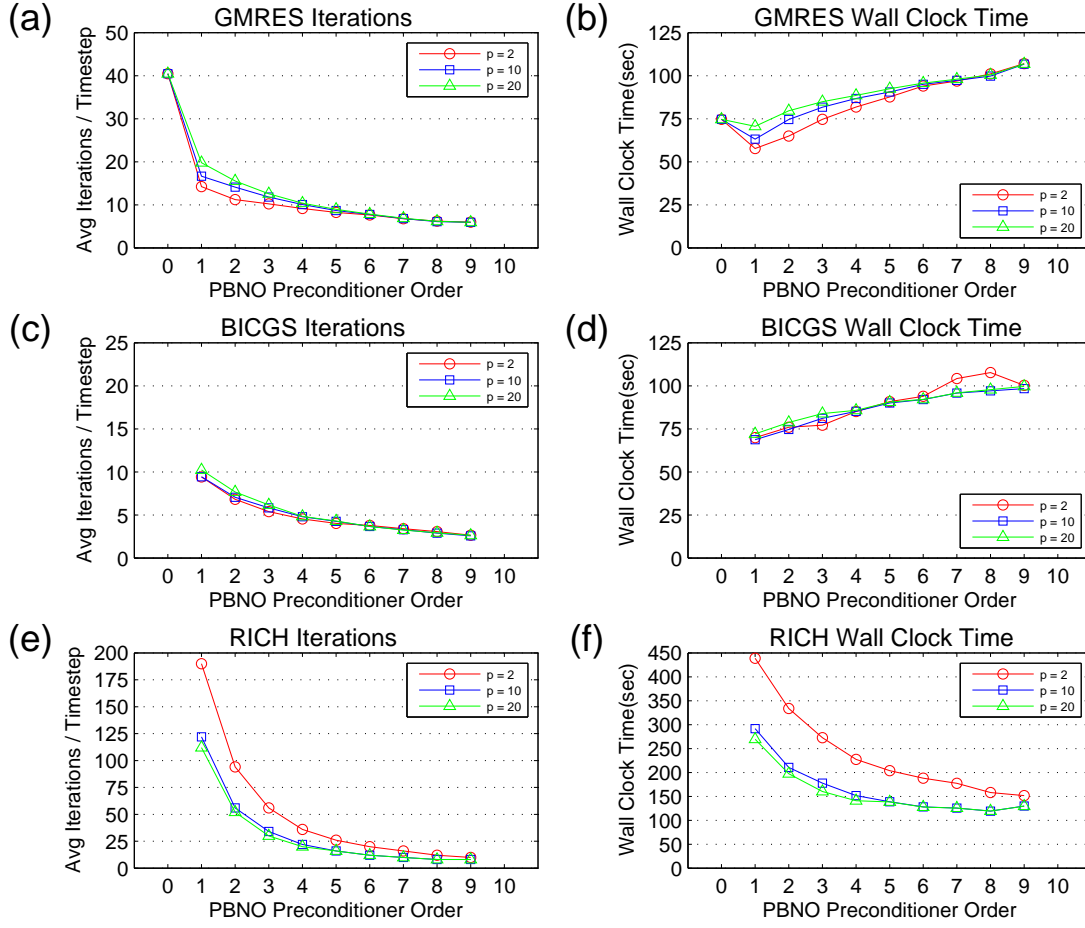 (a)
GMRES Iterations
50
40
30
20
10
0
Avg Iterations / Timestep
p = 2
p = 10
p = 20
0 1 2 3 4 5 6 7 8 9 10
PBNO Preconditioner Order
(b)
GMRES Wall Clock Time
125
100
75
50
25
0
Wall Clock Time(sec)
p = 2
p = 10
p = 20
0 1 2 3 4 5 6 7 8 9 10
PBNO Preconditioner Order
(c)
BICGS Iterations
25
20
15
10
5
0
Avg Iterations / Timestep
p = 2
p = 10
p = 20
0 1 2 3 4 5 6 7 8 9 10
PBNO Preconditioner Order
(d)
BICGS Wall Clock Time
125
100
75
50
25
0
Wall Clock Time(sec)
p = 2
p = 10
p = 20
0 1 2 3 4 5 6 7 8 9 10
PBNO Preconditioner Order
(e)
RICH Iterations
200
175
150
125
100
75
50
25
0
Avg Iterations / Timestep
p = 2
p = 10
p = 20
0 1 2 3 4 5 6 7 8 9 10
PBNO Preconditioner Order
(f)
RICH Wall Clock Time
450
400
350
300
250
200
150
100
50
0
Wall Clock Time(sec)
p = 2
p = 10
p = 20
0 1 2 3 4 5 6 7 8 9 10
PBNO Preconditioner Order